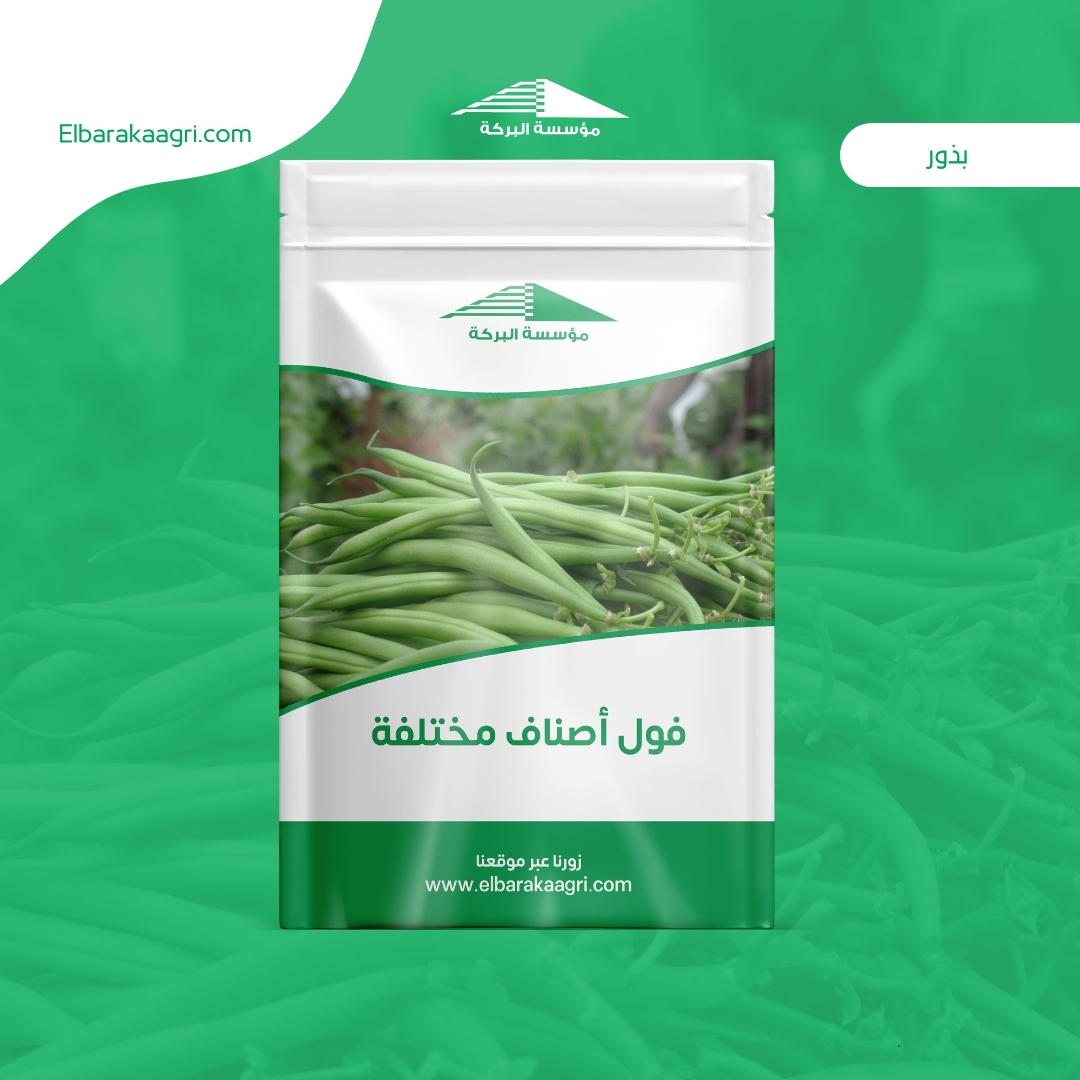 مؤسسة البركة
Elbarakaagri.com
بذور
مؤسسة البركة
فول أصناف مختلفة
زورنا عبر موقعنا
www.elbarakaagri.com